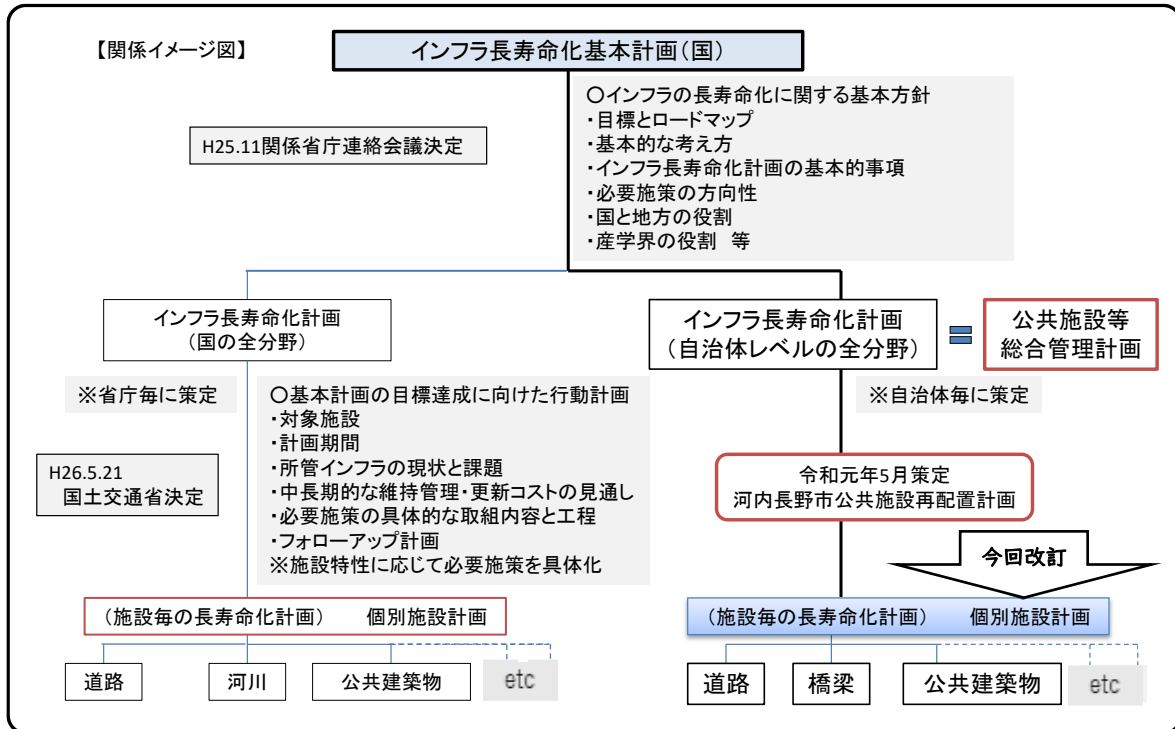 【関係イメージ図】
インフラ長寿命化基本計画（国）
H25.11関係省庁連絡会議決定
〇インフラの長寿命化に関する基本方針
・目標とロードマップ
・基本的な考え方
・インフラ長寿命化計画の基本的事項
・必要施策の方向性
・国と地方の役割
・産学界の役割　等
インフラ長寿命化計画
（国の全分野）
※省庁毎に策定
H26.5.21
国土交通省決定
〇基本計画の目標達成に向けた行動計画
・対象施設
・計画期間
・所管インフラの現状と課題
・中長期的な維持管理・更新コストの見通し
・必要施策の具体的な取組内容と工程
・フォローアップ計画
※施設特性に応じて必要施策を具体化
（施設毎の長寿命化計画）　　個別施設計画
道路
河川
公共建築物
etc
インフラ長寿命化計画
（自治体レベルの全分野）
＝
公共施設等
総合管理計画
※自治体毎に策定
令和元年5月策定
河内長野市公共施設再配置計画
今回改訂
（施設毎の長寿命化計画）　　個別施設計画
道路
橋梁
公共建築物
etc